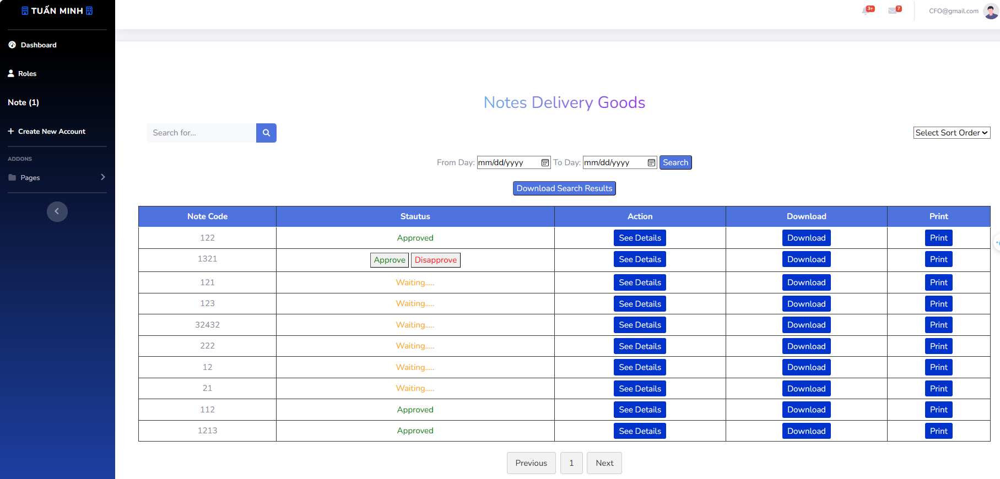 TUẤN MINH
3+
7
CFO@gmail.com
Dashboard
Roles
Note (1)
Create New Account
ADDONS
Pages
Notes Delivery Goods
Search for...
Select Sort Order
From Day: mm/dd/yyyy To Day: mm/dd/yyyy Search
Download Search Results
Note Code Stautus Action Download Print
122 Approved See Details Download Print
1321 Approve Disapprove See Details Download Print
121 Waiting..... See Details Download Print
123 Waiting..... See Details Download Print
32432 Waiting..... See Details Download Print
222 Waiting..... See Details Download Print
12 Waiting..... See Details Download Print
21 Waiting..... See Details Download Print
112 Approved See Details Download Print
1213 Approved See Details Download Print
Previous 1 Next